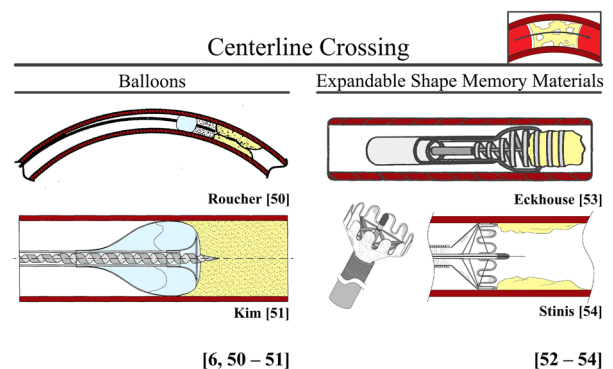 Centerline Crossing
Balloons
Expandable Shape Memory Materials
Roucher [50]
Eckhouse [53]
Kim [51]
Stinis [54]
[6, 50 – 51]
[52 – 54]